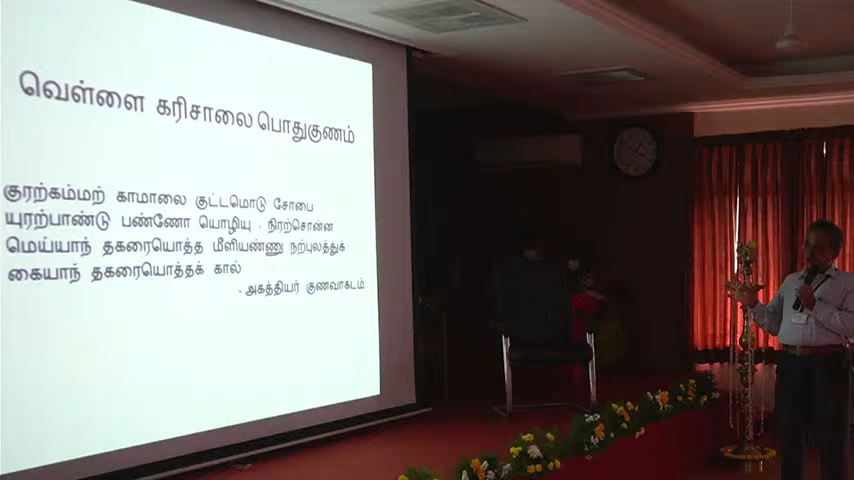 வெள்ளை கரிசாலை பொதுகுணம்
குரற்கம்மற் காமாலை குட்டமொடு சோபை
யுரற்பாண்டு பண்ணோ யொழியு - நிரற்சொன்ன
மெய்யாந் தகரையொத்த மீளியண்ணு நற்புலத்துக்
கையாந் தகரையொத்தக் கால்
- அகத்தியர் குணவாகடம்